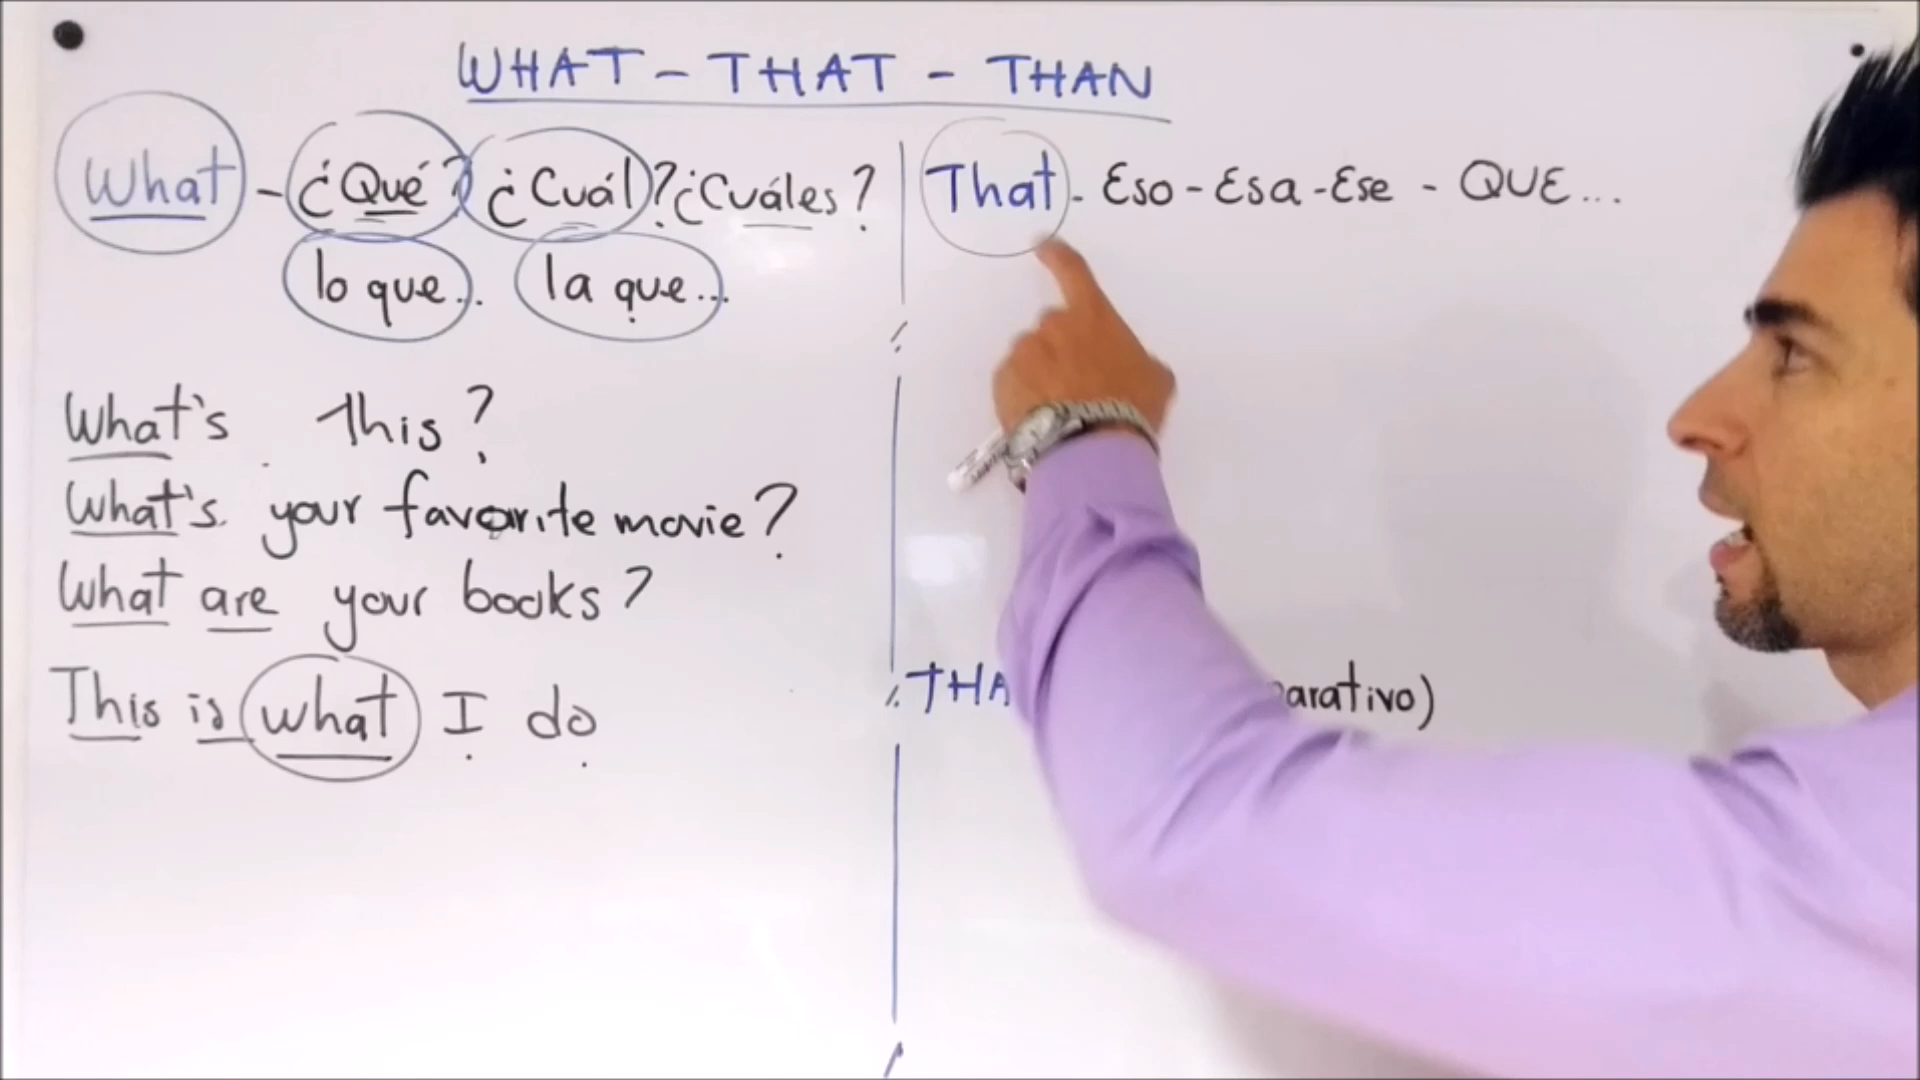 WHAT - THAT - THAN
What - ¿Qué? ¿Cuál? ¿Cuáles?
lo que... la que...
What's this?
What's your favorite movie?
What are your books?
This is what I do
That - Eso - Esa - Ese - QUE...
THA arativo)